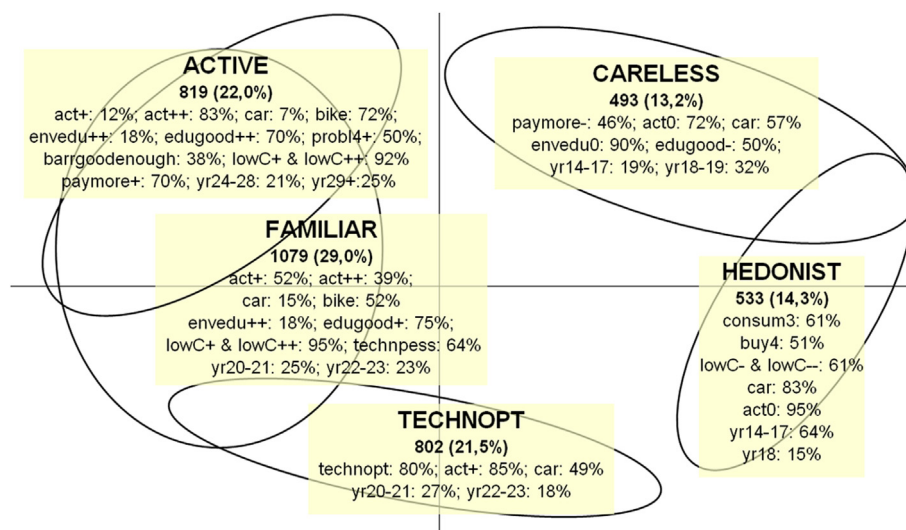 ACTIVE
819 (22,0%)
act+: 12%; act++: 83%; car: 7%; bike: 72%;
envedu++: 18%; edugood++: 70%; probl4+: 50%;
barrgoodenough: 38%; lowC+ & lowC++: 92%
paymore+: 70%; yr24-28: 21%; yr29+:25%
CARELESS
493 (13,2%)
paymore-: 46%; act0: 72%; car: 57%
envedu0: 90%; edugood-: 50%;
yr14-17: 19%; yr18-19: 32%
FAMILIAR
1079 (29,0%)
act+: 52%; act++: 39%;
car: 15%; bike: 52%
envedu++: 18%; edugood+: 75%;
lowC+ & lowC++: 95%; technpess: 64%
yr20-21: 25%; yr22-23: 23%
HEDONIST
533 (14,3%)
consum3: 61%
buy4: 51%
lowC- & lowC--: 61%
car: 83%
act0: 95%
yr14-17: 64%
yr18: 15%
TECHNOPT
802 (21,5%)
technopt: 80%; act+: 85%; car: 49%
yr20-21: 27%; yr22-23: 18%